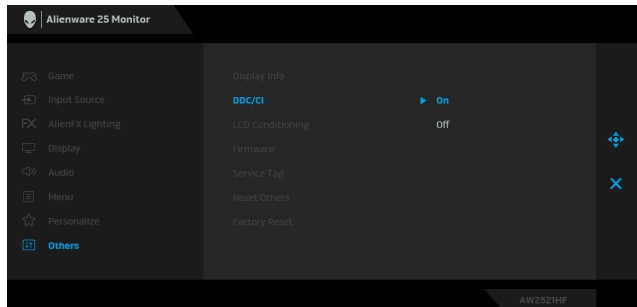 Alienware 25 Monitor
Game
Input Source
AlienFX Lighting
Display
Audio
Menu
Personalize
Others
Display Info
DDC/CI
On
LCD Conditioning
Off
Firmware
Service Tag
Reset Others
Factory Reset
AW2521HF